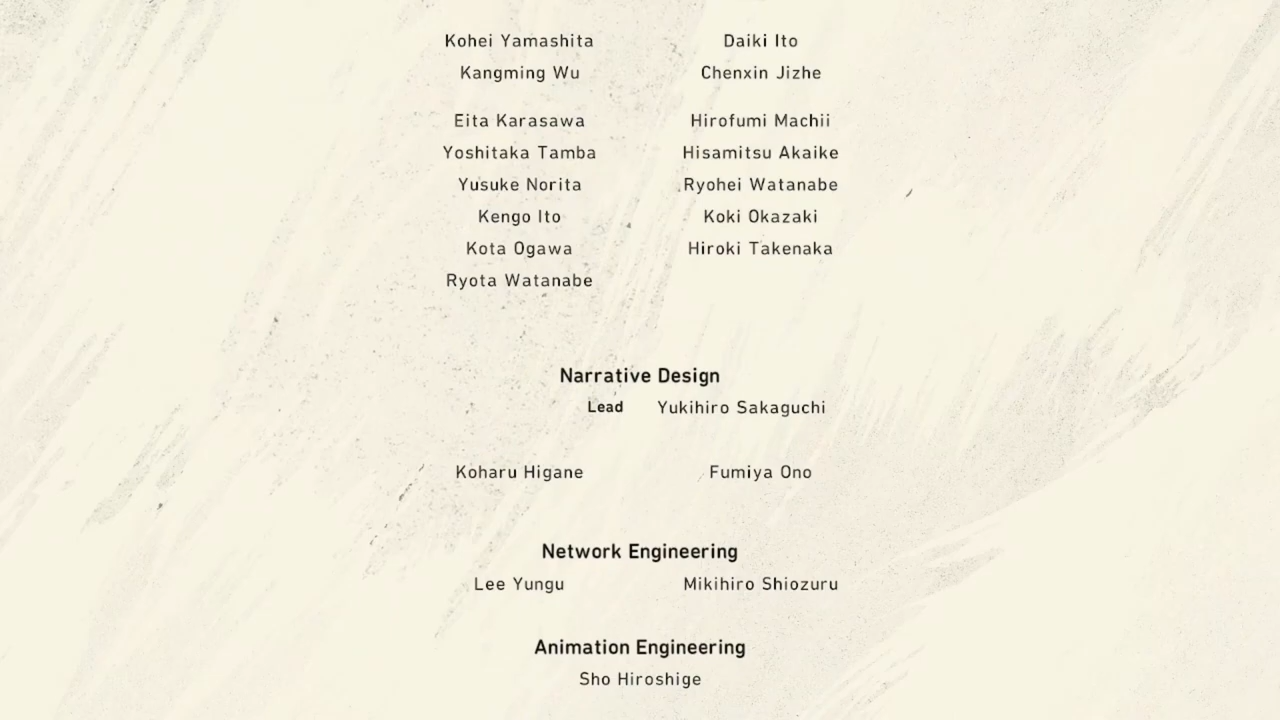 Kohei Yamashita Daiki Ito
Kangming Wu Chenxin Jizhe
Eita Karasawa Hirofumi Machii
Yoshitaka Tamba Hisamitsu Akaike
Yusuke Norita Ryohei Watanabe
Kengo Ito Koki Okazaki
Kota Ogawa Hiroki Takenaka
Ryota Watanabe
Narrative Design
Lead Yukihiro Sakaguchi
Koharu Higane Fumiya Ono
Network Engineering
Lee Yungu Mikihiro Shiozuru
Animation Engineering
Sho Hiroshige